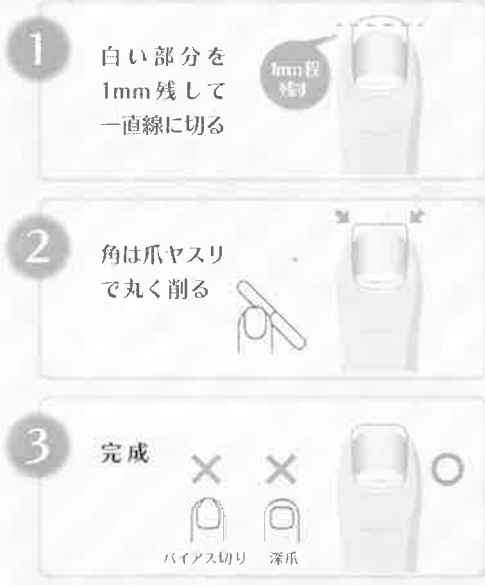 1
白い部分を
1mm残して
一直線に切る
1mm程
残す
2
角は爪ヤスリ
で丸く削る
3
完成
バイアス切り
深爪